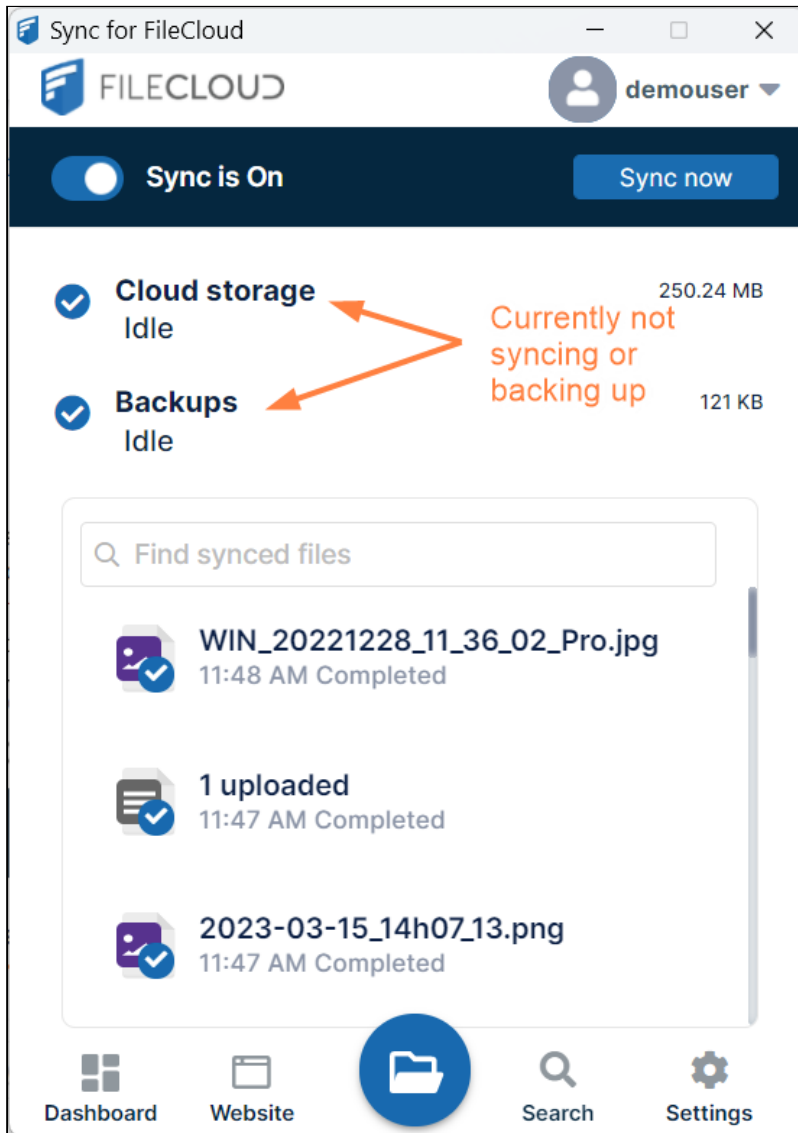 Sync for FileCloud
FILECLOUD
demouser
Sync is On
Sync now
Cloud storage
250.24 MB
Idle
Currently not
syncing or
backing up
Backups
121 KB
Idle
Find synced files
WIN_20221228_11_36_02_Pro.jpg
11:48 AM Completed
1 uploaded
11:47 AM Completed
2023-03-15_14h07_13.png
11:47 AM Completed
Dashboard
Website
Search
Settings